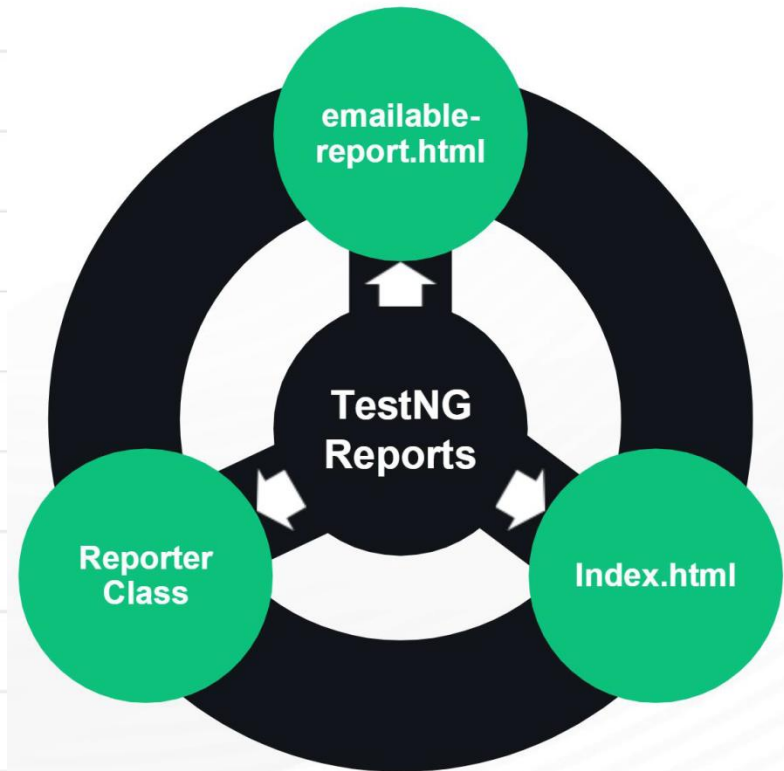 emailable-
report.html
TestNG
Reports
Reporter
Class
Index.html